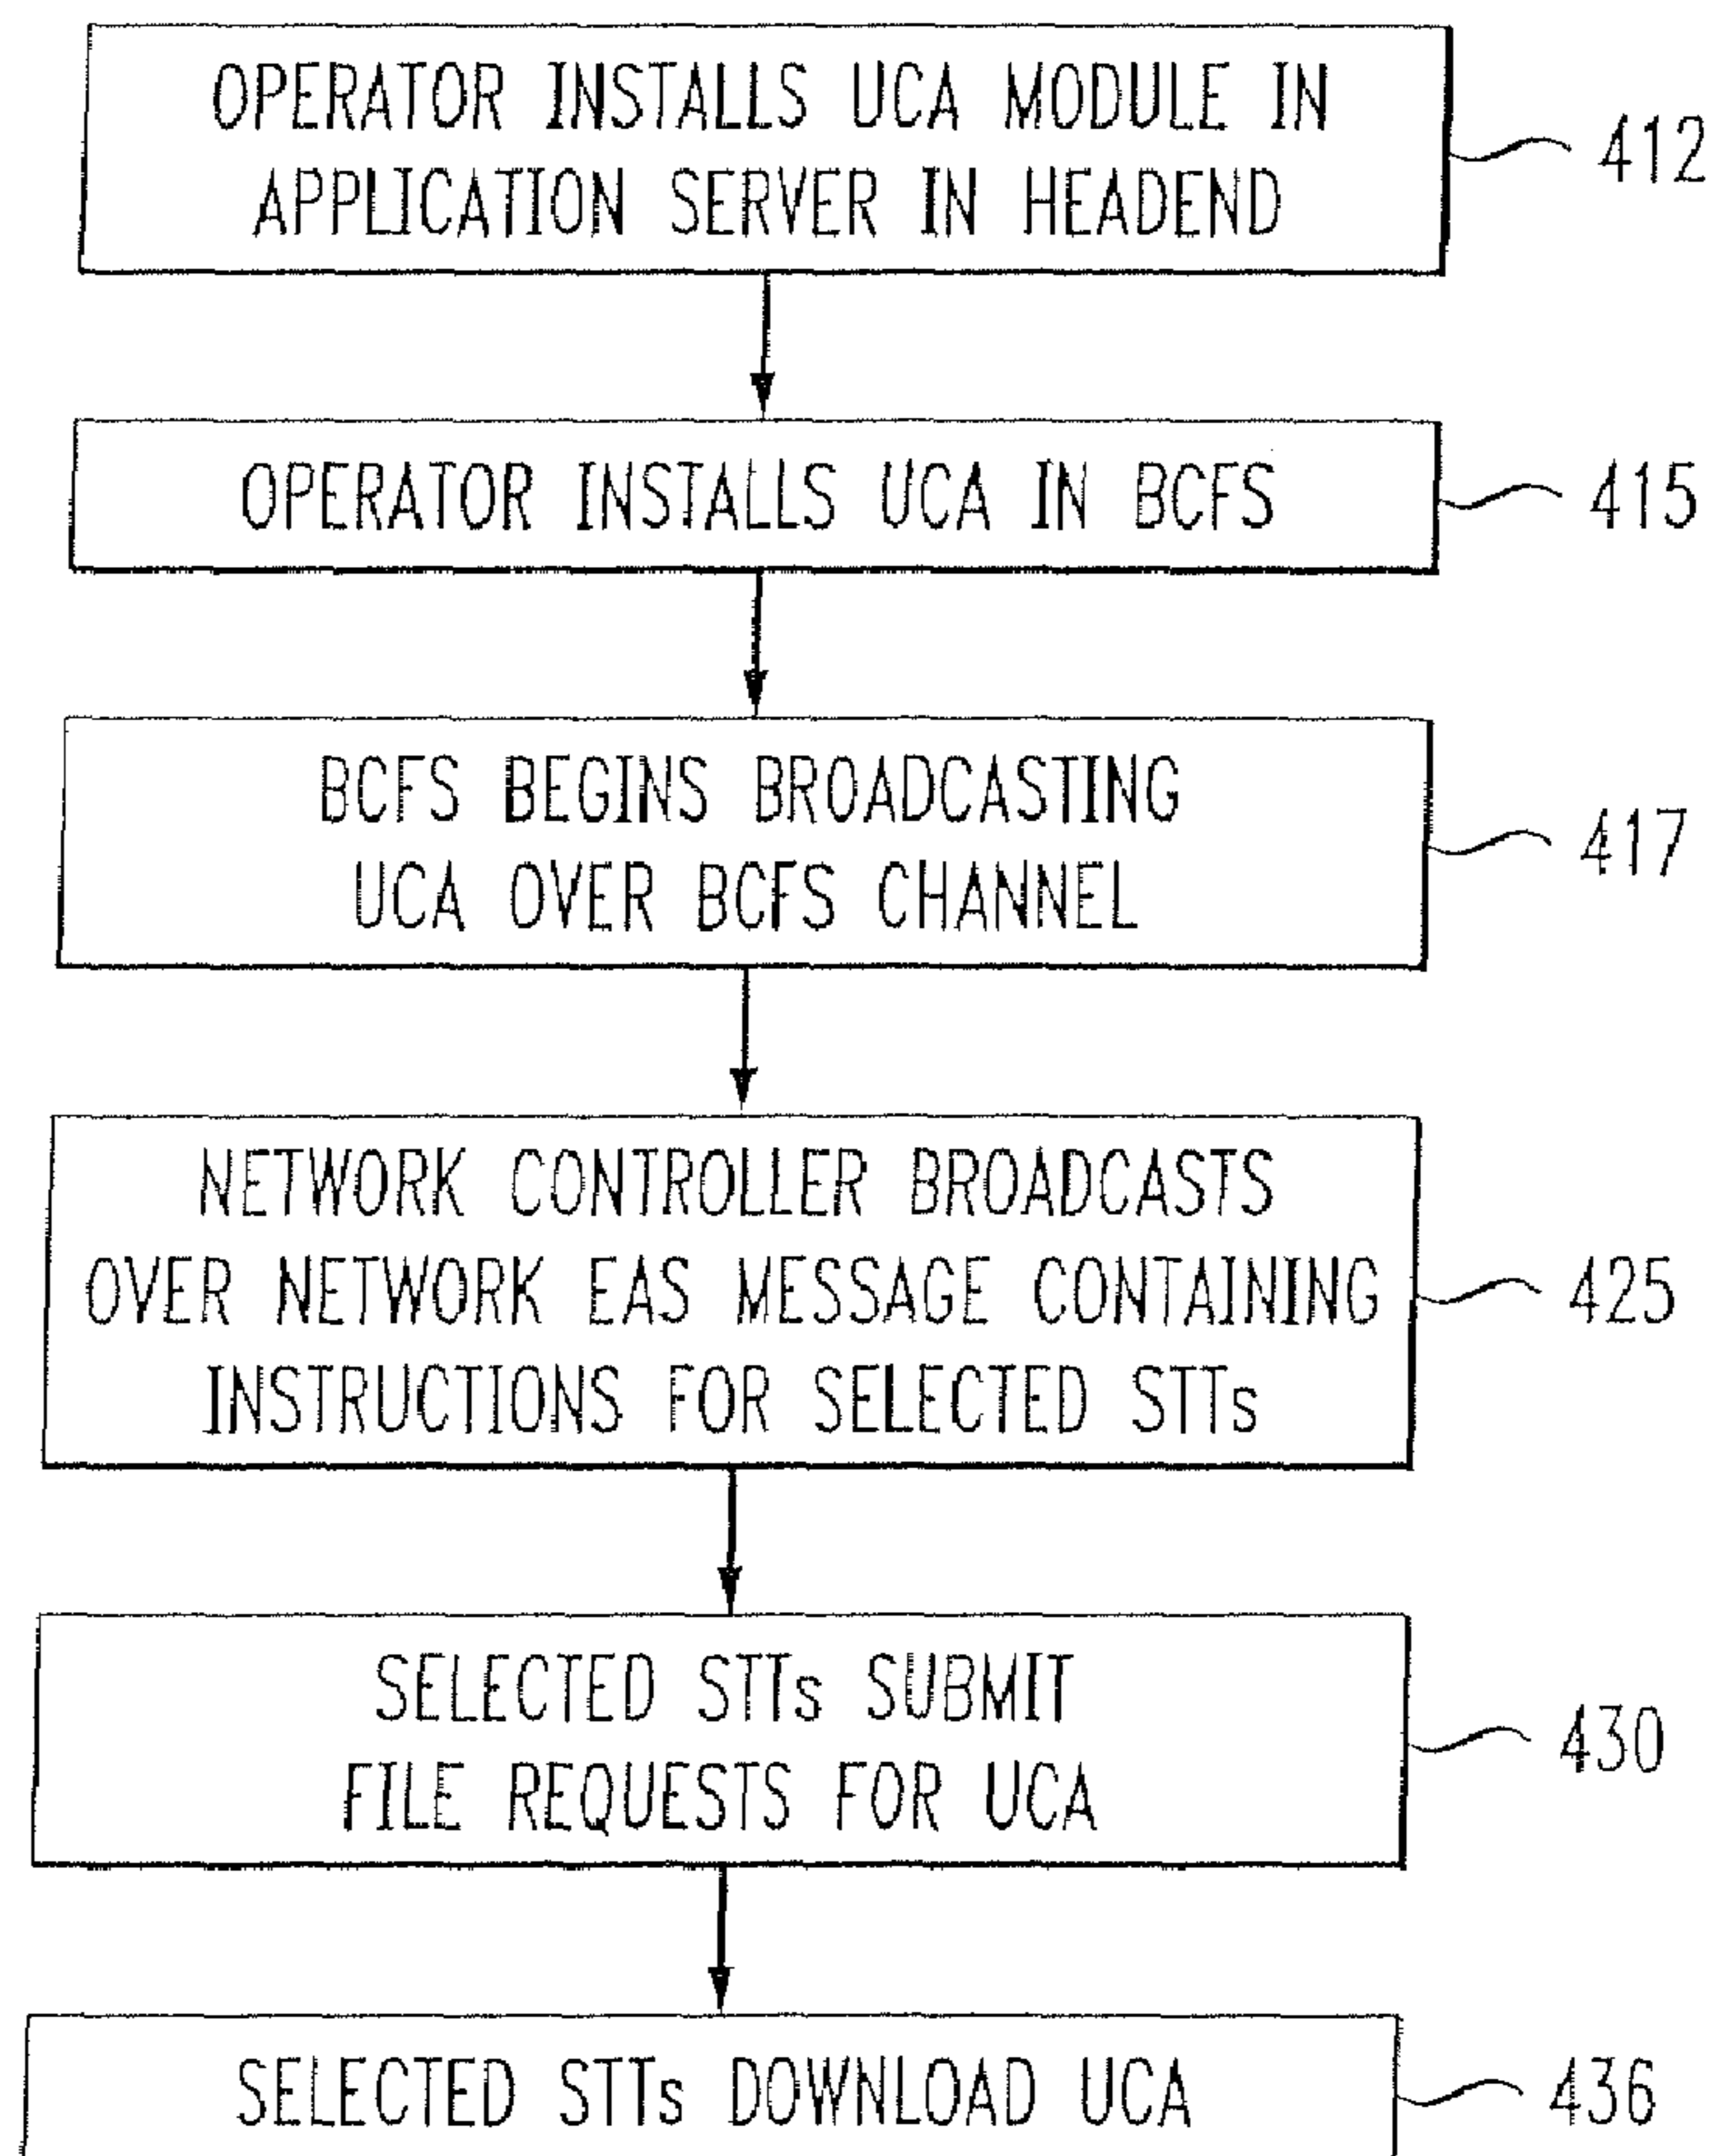 OPERATOR INSTALLS UCA MODULE IN
APPLICATION SERVER IN HEADEND
412
OPERATOR INSTALLS UCA IN BCFS
415
BCFS BEGINS BROADCASTING
UCA OVER BCFS CHANNEL
417
NETWORK CONTROLLER BROADCASTS
OVER NETWORK EAS MESSAGE CONTAINING
INSTRUCTIONS FOR SELECTED STTs
425
SELECTED STTs SUBMIT
FILE REQUESTS FOR UCA
430
SELECTED STTs DOWNLOAD UCA
436